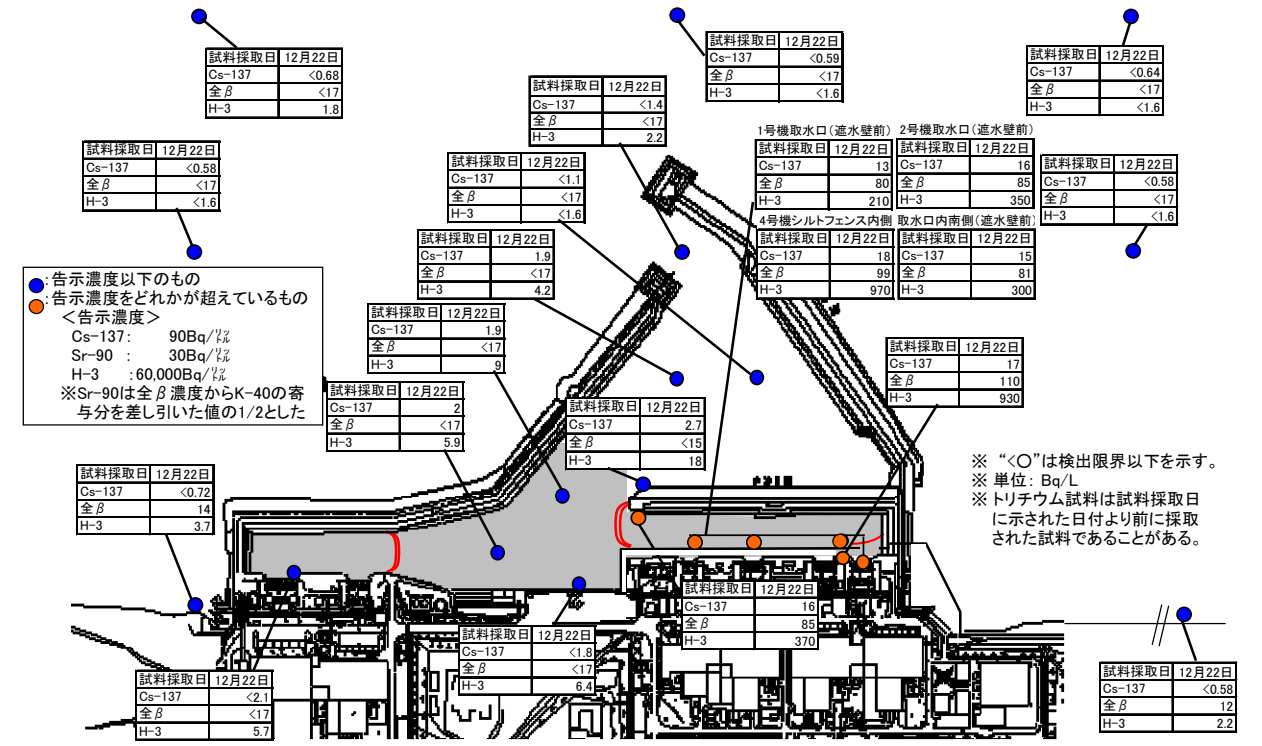 試料採取日 12月22日
Cs-137 <0.68
全β <17
H-3 1.8
試料採取日 12月22日
Cs-137 <0.59
全β <17
H-3 <1.6
試料採取日 12月22日
Cs-137 <0.64
全β <17
H-3 <1.6
試料採取日 12月22日
Cs-137 <1.4
全β <17
H-3 2.2
試料採取日 12月22日
Cs-137 <0.58
全β <17
H-3 <1.6
試料採取日 12月22日
Cs-137 <1.1
全β <17
H-3 <1.6
1号機取水口(遮水壁前)
試料採取日 12月22日
Cs-137 13
全β 80
H-3 210
2号機取水口(遮水壁前)
試料採取日 12月22日
Cs-137 16
全β 85
H-3 350
試料採取日 12月22日
Cs-137 <0.58
全β <17
H-3 <1.6
4号機シルトフェンス内側
試料採取日 12月22日
Cs-137 18
全β 99
H-3 970
取水口内南側(遮水壁前)
試料採取日 12月22日
Cs-137 15
全β 81
H-3 300
試料採取日 12月22日
Cs-137 1.9
全β <17
H-3 4.2
:告示濃度以下のもの
:告示濃度をどれかが超えているもの
<告示濃度>
Cs-137: 90Bq/㍑
Sr-90 : 30Bq/㍑
H-3 :60,000Bq/㍑
※Sr-90は全β濃度からK-40の寄
与分を差し引いた値の1/2とした
試料採取日 12月22日
Cs-137 1.9
全β <17
H-3 9
試料採取日 12月22日
Cs-137 17
全β 110
H-3 930
試料採取日 12月22日
Cs-137 2
全β <17
H-3 5.9
試料採取日 12月22日
Cs-137 2.7
全β <15
H-3 18
※ "<○"は検出限界以下を示す。
※ 単位: Bq/L
※ トリチウム試料は試料採取日
に示された日付より前に採取
された試料であることがある。
試料採取日 12月22日
Cs-137 <0.72
全β 14
H-3 3.7
試料採取日 12月22日
Cs-137 16
全β 85
H-3 370
試料採取日 12月22日
Cs-137 <1.8
全β <17
H-3 6.4
試料採取日 12月22日
Cs-137 <2.1
全β <17
H-3 5.7
試料採取日 12月22日
Cs-137 <0.58
全β 12
H-3 2.2